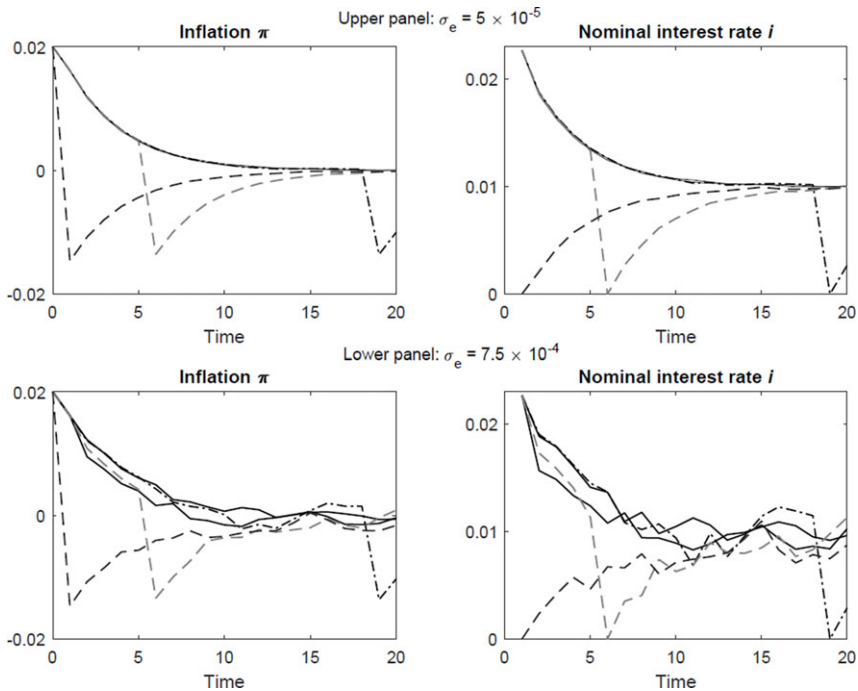 Upper panel: σe = 5 × 10-5
Inflation π
Nominal interest rate i
0.02
0
-0.02
0 5 10 15 20
Time
0.02
0.01
0
0 5 10 15 20
Time
Lower panel: σe = 7.5 × 10-4
Inflation π
Nominal interest rate i
0.02
0
-0.02
0 5 10 15 20
Time
0.02
0.01
0
0 5 10 15 20
Time